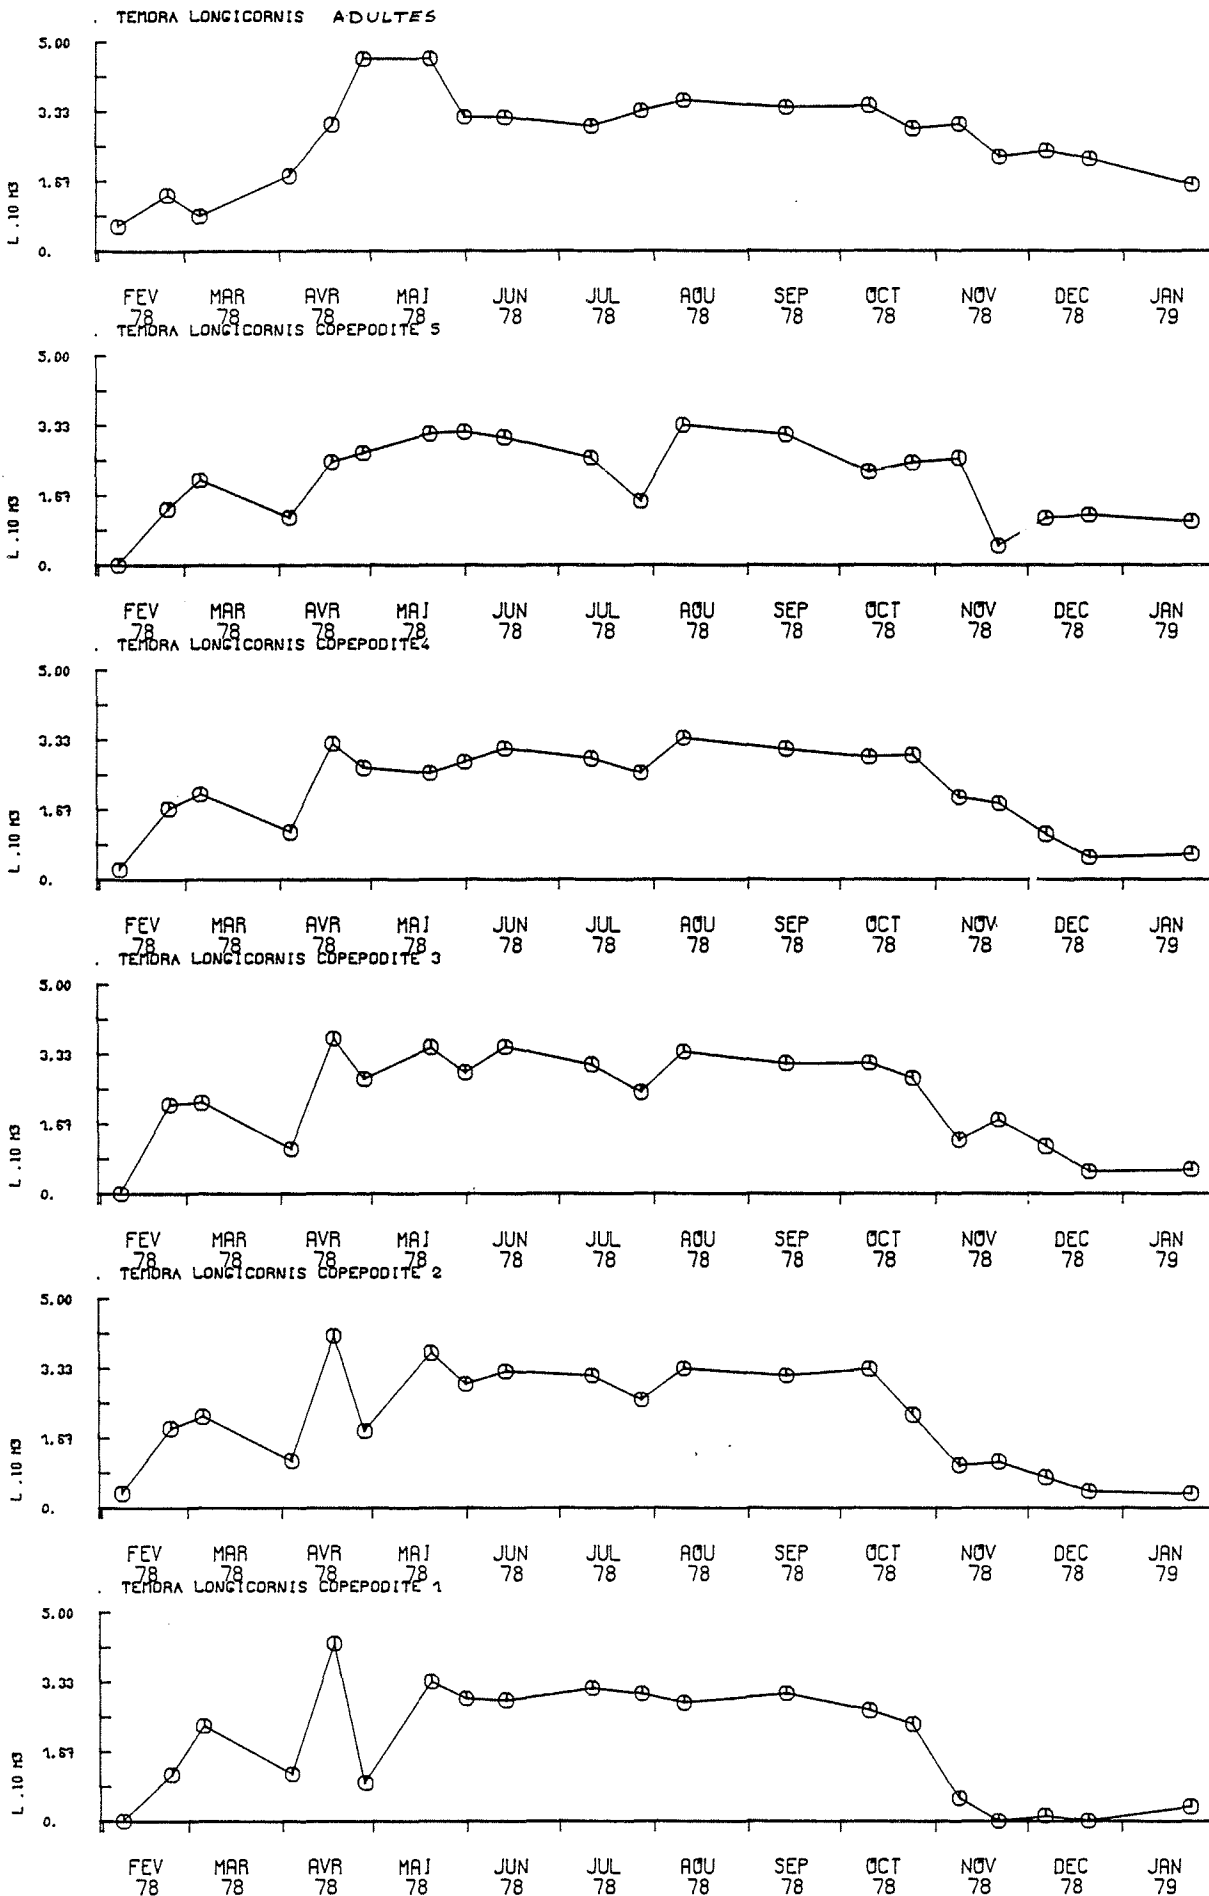 . TEMORA LONGICORNIS ADULTES
5.00
3.33
1.67
0.
L .10 M3
FEV MAR AVR MAI JUN JUL AOU SEP OCT NOV DEC JAN
78 78 78 78 78 78 78 78 78 78 78 79
. TEMORA LONGICORNIS COPEPODITE 5
5.00
3.33
1.67
0.
L .10 M3
FEV MAR AVR MAI JUN JUL AOU SEP OCT NOV DEC JAN
78 78 78 78 78 78 78 78 78 78 78 79
. TEMORA LONGICORNIS COPEPODITE4
5.00
3.33
1.67
0.
L .10 M3
FEV MAR AVR MAI JUN JUL AOU SEP OCT NOV DEC JAN
78 78 78 78 78 78 78 78 78 78 78 79
. TEMORA LONGICORNIS COPEPODITE 3
5.00
3.33
1.67
0.
L .10 M3
FEV MAR AVR MAI JUN JUL AOU SEP OCT NOV DEC JAN
78 78 78 78 78 78 78 78 78 78 78 79
. TEMORA LONGICORNIS COPEPODITE 2
5.00
3.33
1.67
0.
L .10 M3
FEV MAR AVR MAI JUN JUL AOU SEP OCT NOV DEC JAN
78 78 78 78 78 78 78 78 78 78 78 79
. TEMORA LONGICORNIS COPEPODITE 1
5.00
3.33
1.67
0.
L .10 M3
FEV MAR AVR MAI JUN JUL AOU SEP OCT NOV DEC JAN
78 78 78 78 78 78 78 78 78 78 78 79